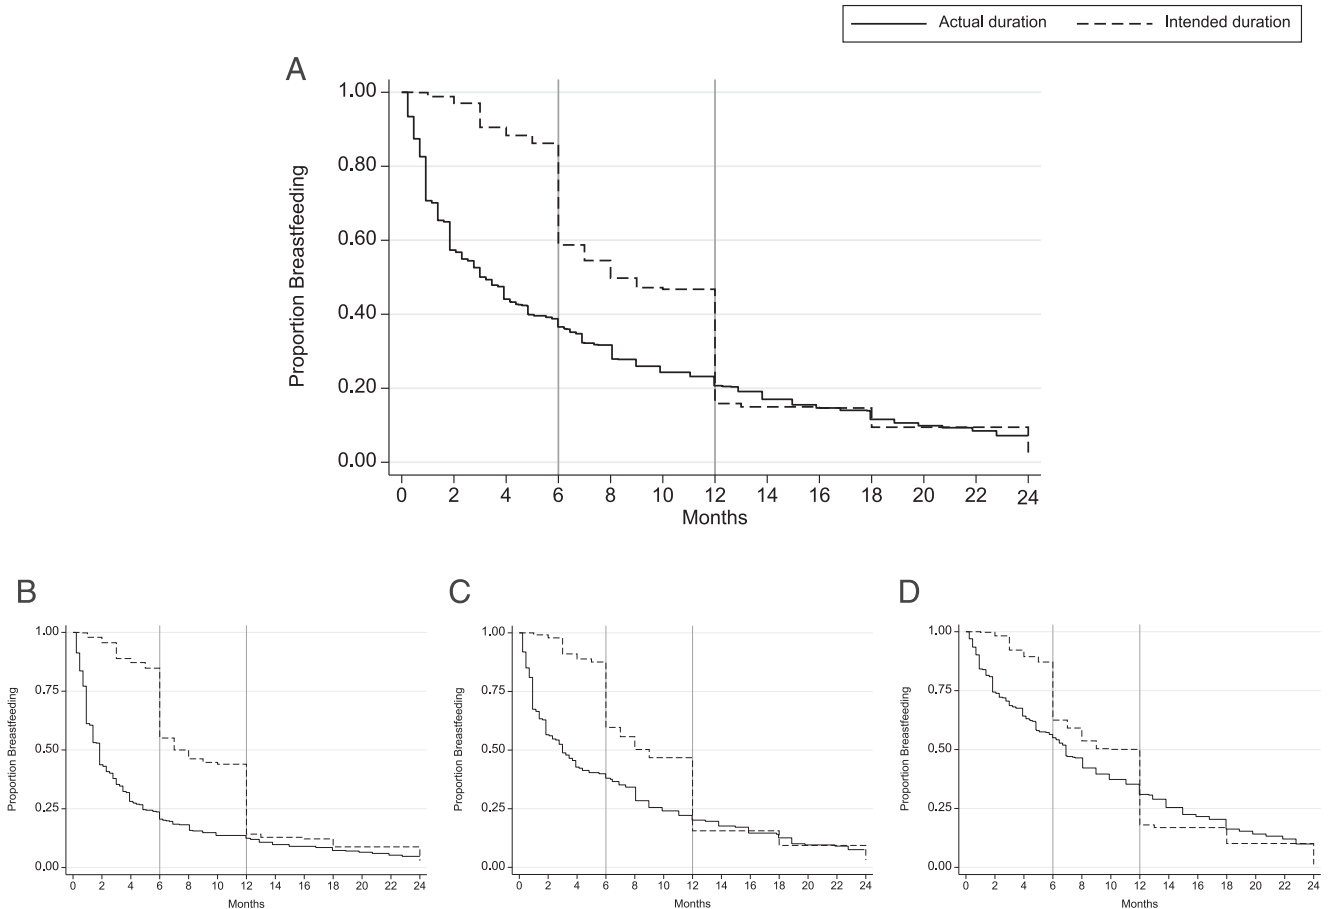 Actual duration Intended duration
A
1.00
0.80
0.60
0.40
0.20
0.00
Proportion Breastfeeding
0 2 4 6 8 10 12 14 16 18 20 22 24
Months
B
1.00
0.75
0.50
0.25
0.00
Proportion Breastfeeding
0 2 4 6 8 10 12 14 16 18 20 22 24
Months
C
1.00
0.75
0.50
0.25
0.00
Proportion Breastfeeding
0 2 4 6 8 10 12 14 16 18 20 22 24
Months
D
1.00
0.75
0.50
0.25
0.00
Proportion Breastfeeding
0 2 4 6 8 10 12 14 16 18 20 22 24
Months